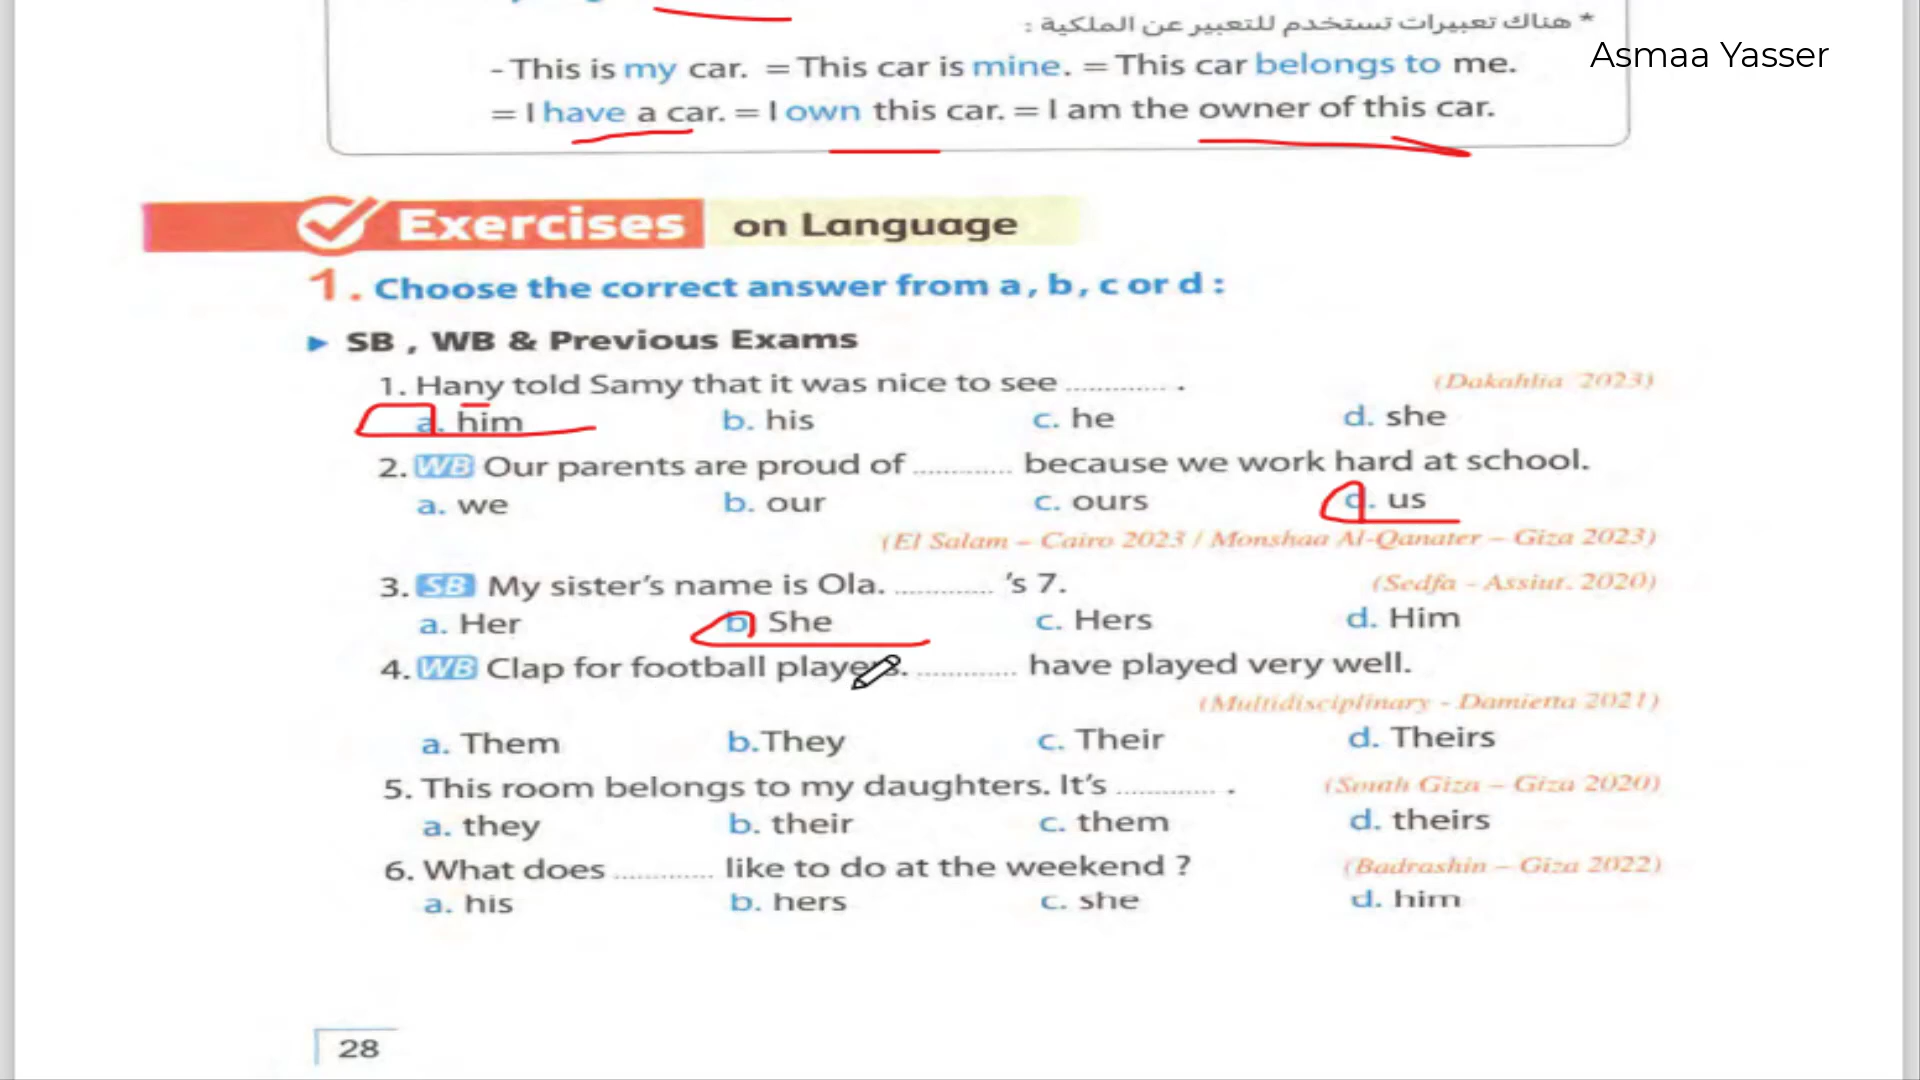 * هناك تعبيرات تستخدم للتعبير عن الملكية :
Asmaa Yasser
- This is my car. = This car is mine. = This car belongs to me.
= I have a car. = I own this car. = I am the owner of this car.
Exercises on Language
1. Choose the correct answer from a, b, c or d :
► SB , WB & Previous Exams
1. Hany told Samy that it was nice to see ............. . (Dakahlia 2023)
a. him b. his c. he d. she
2. WB Our parents are proud of ............. because we work hard at school.
a. we b. our c. ours d. us
(El Salam – Cairo 2023 / Monshaa Al-Qanater – Giza 2023)
3. SB My sister's name is Ola. ............. 's 7. (Sedfa - Assiut. 2020)
a. Her b. She c. Hers d. Him
4. WB Clap for football players. ............. have played very well.
(Multidisciplinary - Damietta 2021)
a. Them b.They c. Their d. Theirs
5. This room belongs to my daughters. It's ............. . (South Giza – Giza 2020)
a. they b. their c. them d. theirs
6. What does ............. like to do at the weekend ? (Badrashin – Giza 2022)
a. his b. hers c. she d. him
28